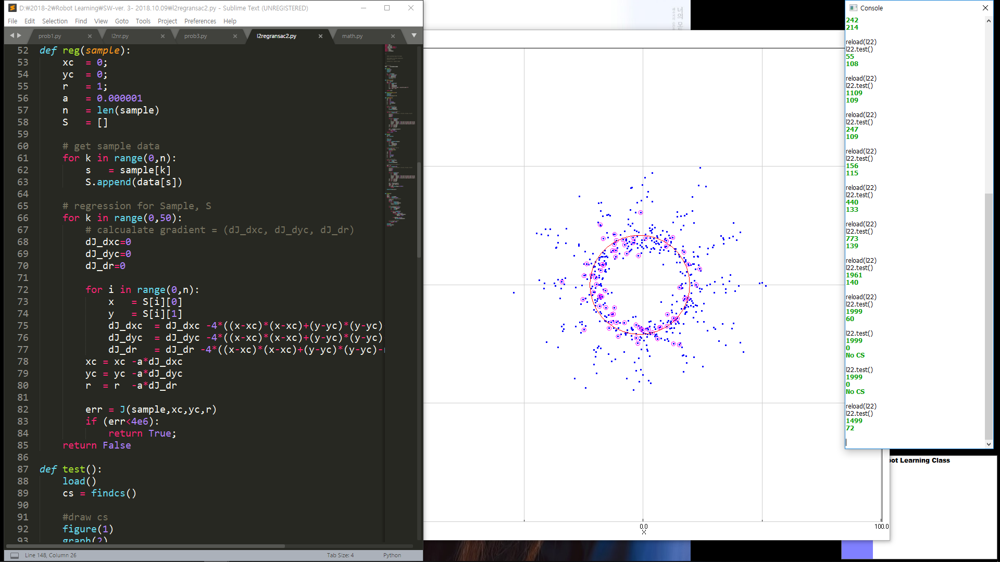 D:\2018-2\Robot Learning\SW-ver. 3- 2018.10.09\l2regransac2.py - Sublime Text (UNREGISTERED)
File Edit Selection Find View Goto Tools Project Preferences Help
prob1.py l2nr.py prob3.py l2regransac2.py math.py
52 def reg(sample):
53 xc = 0;
54 yc = 0;
55 r = 1;
56 a = 0.000001
57 n = len(sample)
58 S = []
59
60 # get sample data
61 for k in range(0,n):
62 s = sample[k]
63 S.append(data[s])
64
65 # regression for Sample, S
66 for k in range(0,50):
67 # calcualate gradient = (dJ_dxc, dJ_dyc, dJ_dr)
68 dJ_dxc=0
69 dJ_dyc=0
70 dJ_dr=0
71
72 for i in range(0,n):
73 x = S[i][0]
74 y = S[i][1]
75 dJ_dxc = dJ_dxc -4*((x-xc)*(x-xc)+(y-yc)*(y-yc)
76 dJ_dyc = dJ_dyc -4*((x-xc)*(x-xc)+(y-yc)*(y-yc)
77 dJ_dr = dJ_dr -4*((x-xc)*(x-xc)+(y-yc)*(y-yc)-
78 xc = xc -a*dJ_dxc
79 yc = yc -a*dJ_dyc
80 r = r -a*dJ_dr
81
82 err = J(sample,xc,yc,r)
83 if (err<4e6):
84 return True;
85 return False
86
87 def test():
88 load()
89 cs = findcs()
90
91 #draw cs
92 figure(1)
93 graph(2)
Line 148, Column 26 Tab Size: 4 Python
0.0
X
100.0
Console
242
214
reload(l22)
l22.test()
55
108
reload(l22)
l22.test()
1109
109
reload(l22)
l22.test()
247
109
reload(l22)
l22.test()
156
115
reload(l22)
l22.test()
440
133
reload(l22)
l22.test()
773
139
reload(l22)
l22.test()
1961
140
reload(l22)
l22.test()
1999
60
l22.test()
1999
0
No CS
l22.test()
1999
0
No CS
reload(l22)
l22.test()
1499
72
bot Learning Class